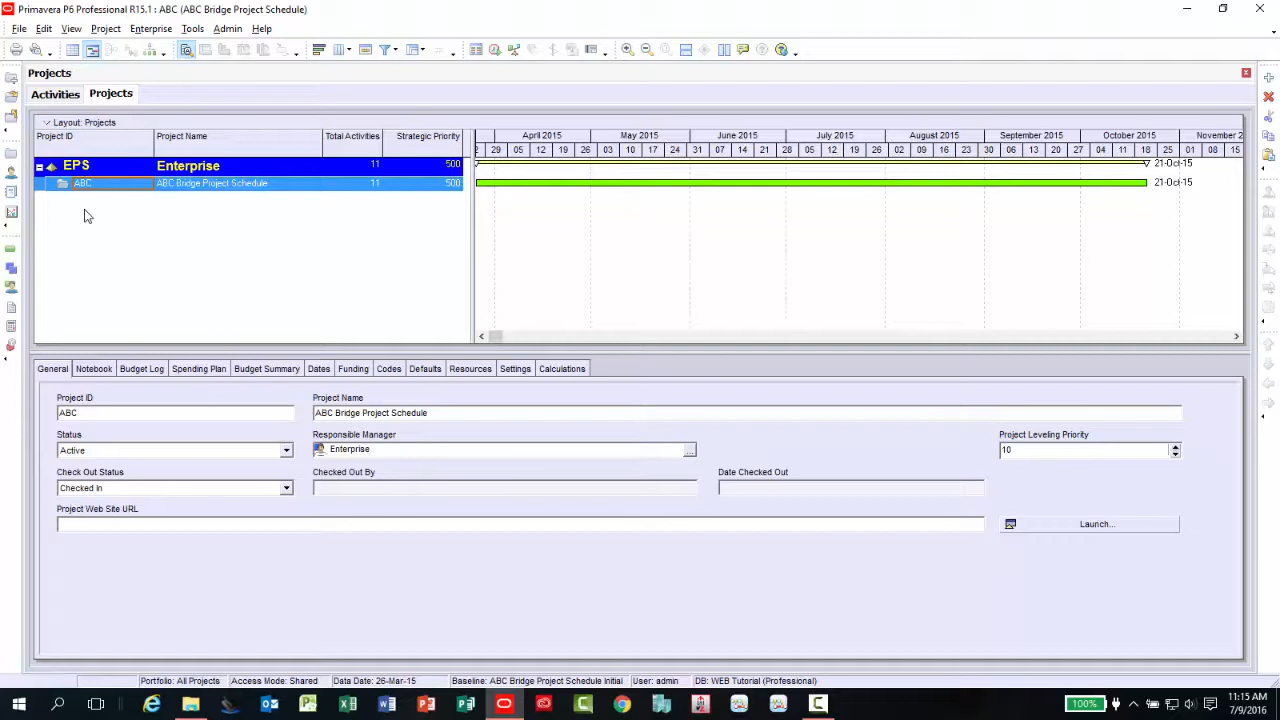 Primavera P6 Professional R15.1 : ABC (ABC Bridge Project Schedule)
File Edit View Project Enterprise Tools Admin Help
Projects
Activities Projects
Layout: Projects
Project ID Project Name Total Activities Strategic Priority
April 2015 May 2015 June 2015 July 2015 August 2015 September 2015 October 2015 November 2
29 05 12 19 26 03 10 17 24 31 07 14 21 28 05 12 19 26 02 09 16 23 30 06 13 20 27 04 11 18 25 01 08 15
EPS Enterprise 11 500 21-Oct-15
ABC ABC Bridge Project Schedule 11 500 21-Oct-15
General Notebook Budget Log Spending Plan Budget Summary Dates Funding Codes Defaults Resources Settings Calculations
Project ID Project Name
ABC ABC Bridge Project Schedule
Status Responsible Manager Project Leveling Priority
Active Enterprise 10
Check Out Status Checked Out By Date Checked Out
Checked In
Project Web Site URL
Launch...
Portfolio: All Projects Access Mode: Shared Data Date: 26-Mar-15 Baseline: ABC Bridge Project Schedule Initial User: admin DB: WEB Tutorial (Professional)
100% 11:15 AM
7/9/2016